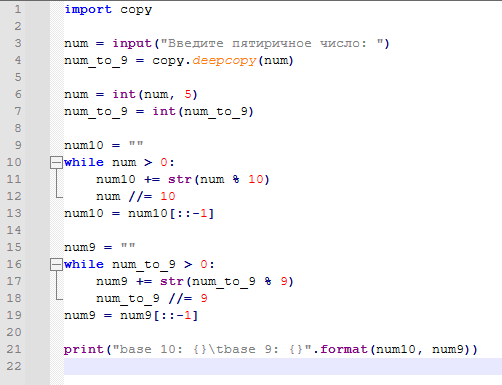 1 import copy
2
3 num = input("Введите пятиричное число: ")
4 num_to_9 = copy.deepcopy(num)
5
6 num = int(num, 5)
7 num_to_9 = int(num_to_9)
8
9 num10 = ""
10 while num > 0:
11     num10 += str(num % 10)
12     num //= 10
13 num10 = num10[::-1]
14
15 num9 = ""
16 while num_to_9 > 0:
17     num9 += str(num_to_9 % 9)
18     num_to_9 //= 9
19 num9 = num9[::-1]
20
21 print("base 10: {}\tbase 9: {}".format(num10, num9))
22